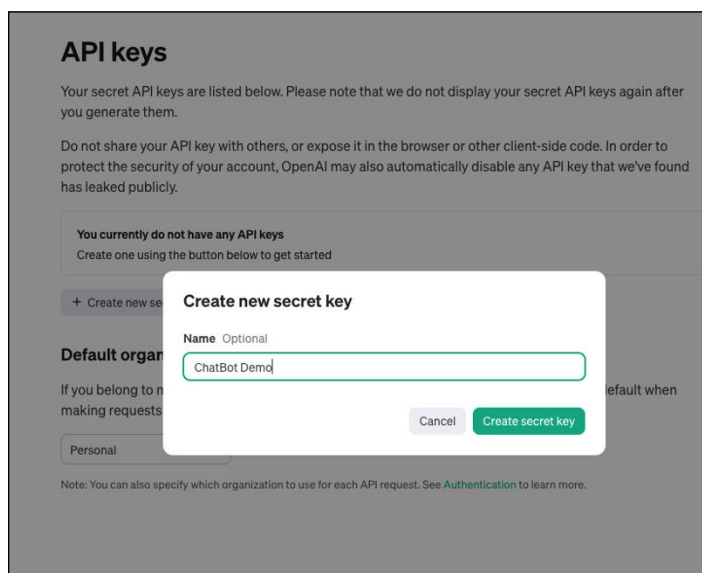 API keys
Your secret API keys are listed below. Please note that we do not display your secret API keys again after
you generate them.
Do not share your API key with others, or expose it in the browser or other client-side code. In order to
protect the security of your account, OpenAI may also automatically disable any API key that we've found
has leaked publicly.
You currently do not have any API keys
Create one using the button below to get started
+ Create new se
Create new secret key
Name Optional
ChatBot Demo
Cancel Create secret key
Default organ
If you belong to m
efault when
making requests
Personal
Note: You can also specify which organization to use for each API request. See Authentication to learn more.